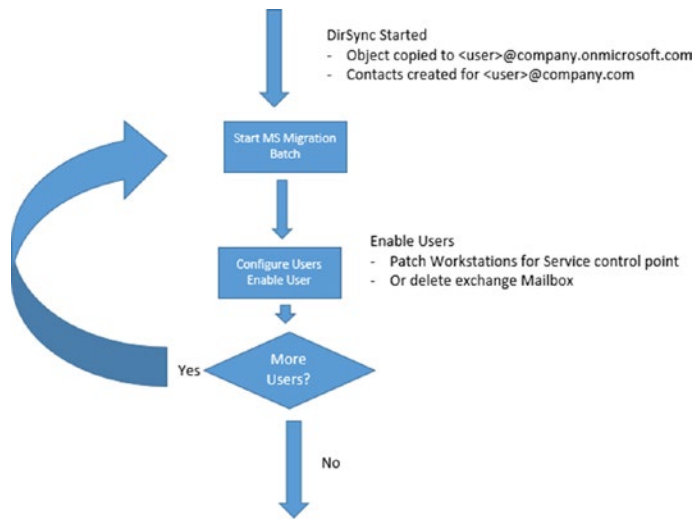 DirSync Started
- Object copied to <user>@company.onmicrosoft.com
- Contacts created for <user>@company.com
Start MS Migration
Batch
Enable Users
- Patch Workstations for Service control point
- Or delete exchange Mailbox
Configure Users
Enable User
More
Users?
Yes
No